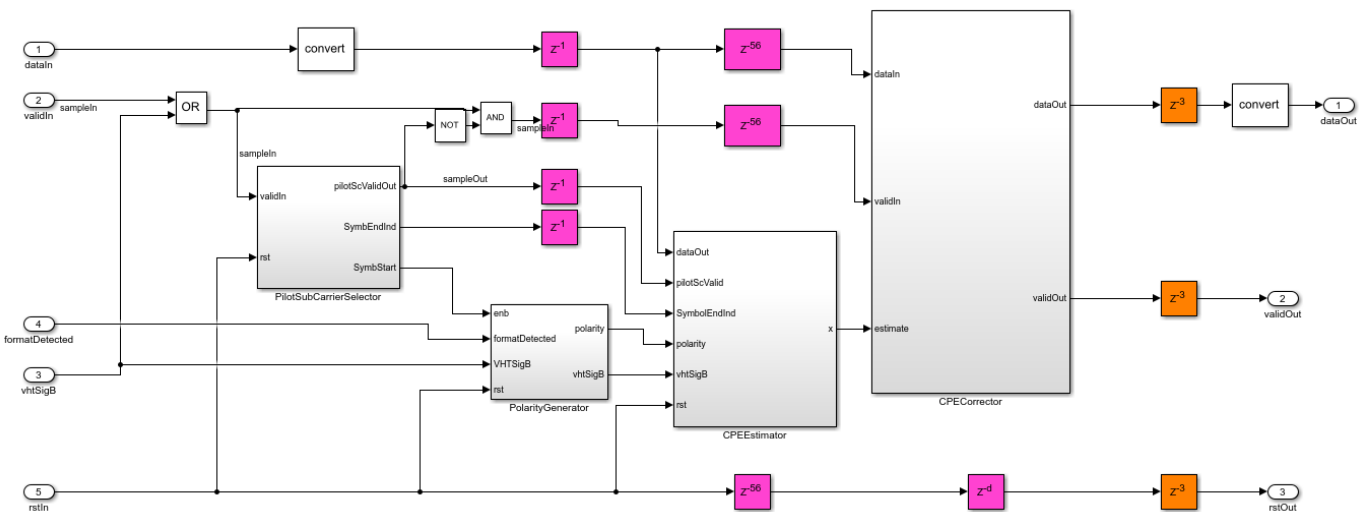 1
dataIn
convert
z-1
z-56
2
validIn
sampleIn
OR
NOT
AND
sampleIn
z-1
z-56
sampleIn
validIn
rst
pilotScValidOut
SymbEndInd
SymbStart
PilotSubCarrierSelector
sampleOut
z-1
z-1
4
formatDetected
3
vhtSigB
enb
formatDetected
VHTSigB
rst
polarity
vhtSigB
PolarityGenerator
dataOut
pilotScValid
SymbolEndInd
polarity
vhtSigB
rst
x
CPEEstimator
dataIn
validIn
estimate
dataOut
validOut
CPECorrector
z-3
convert
1
dataOut
z-3
2
validOut
5
rstIn
z-56
z-d
z-3
3
rstOut